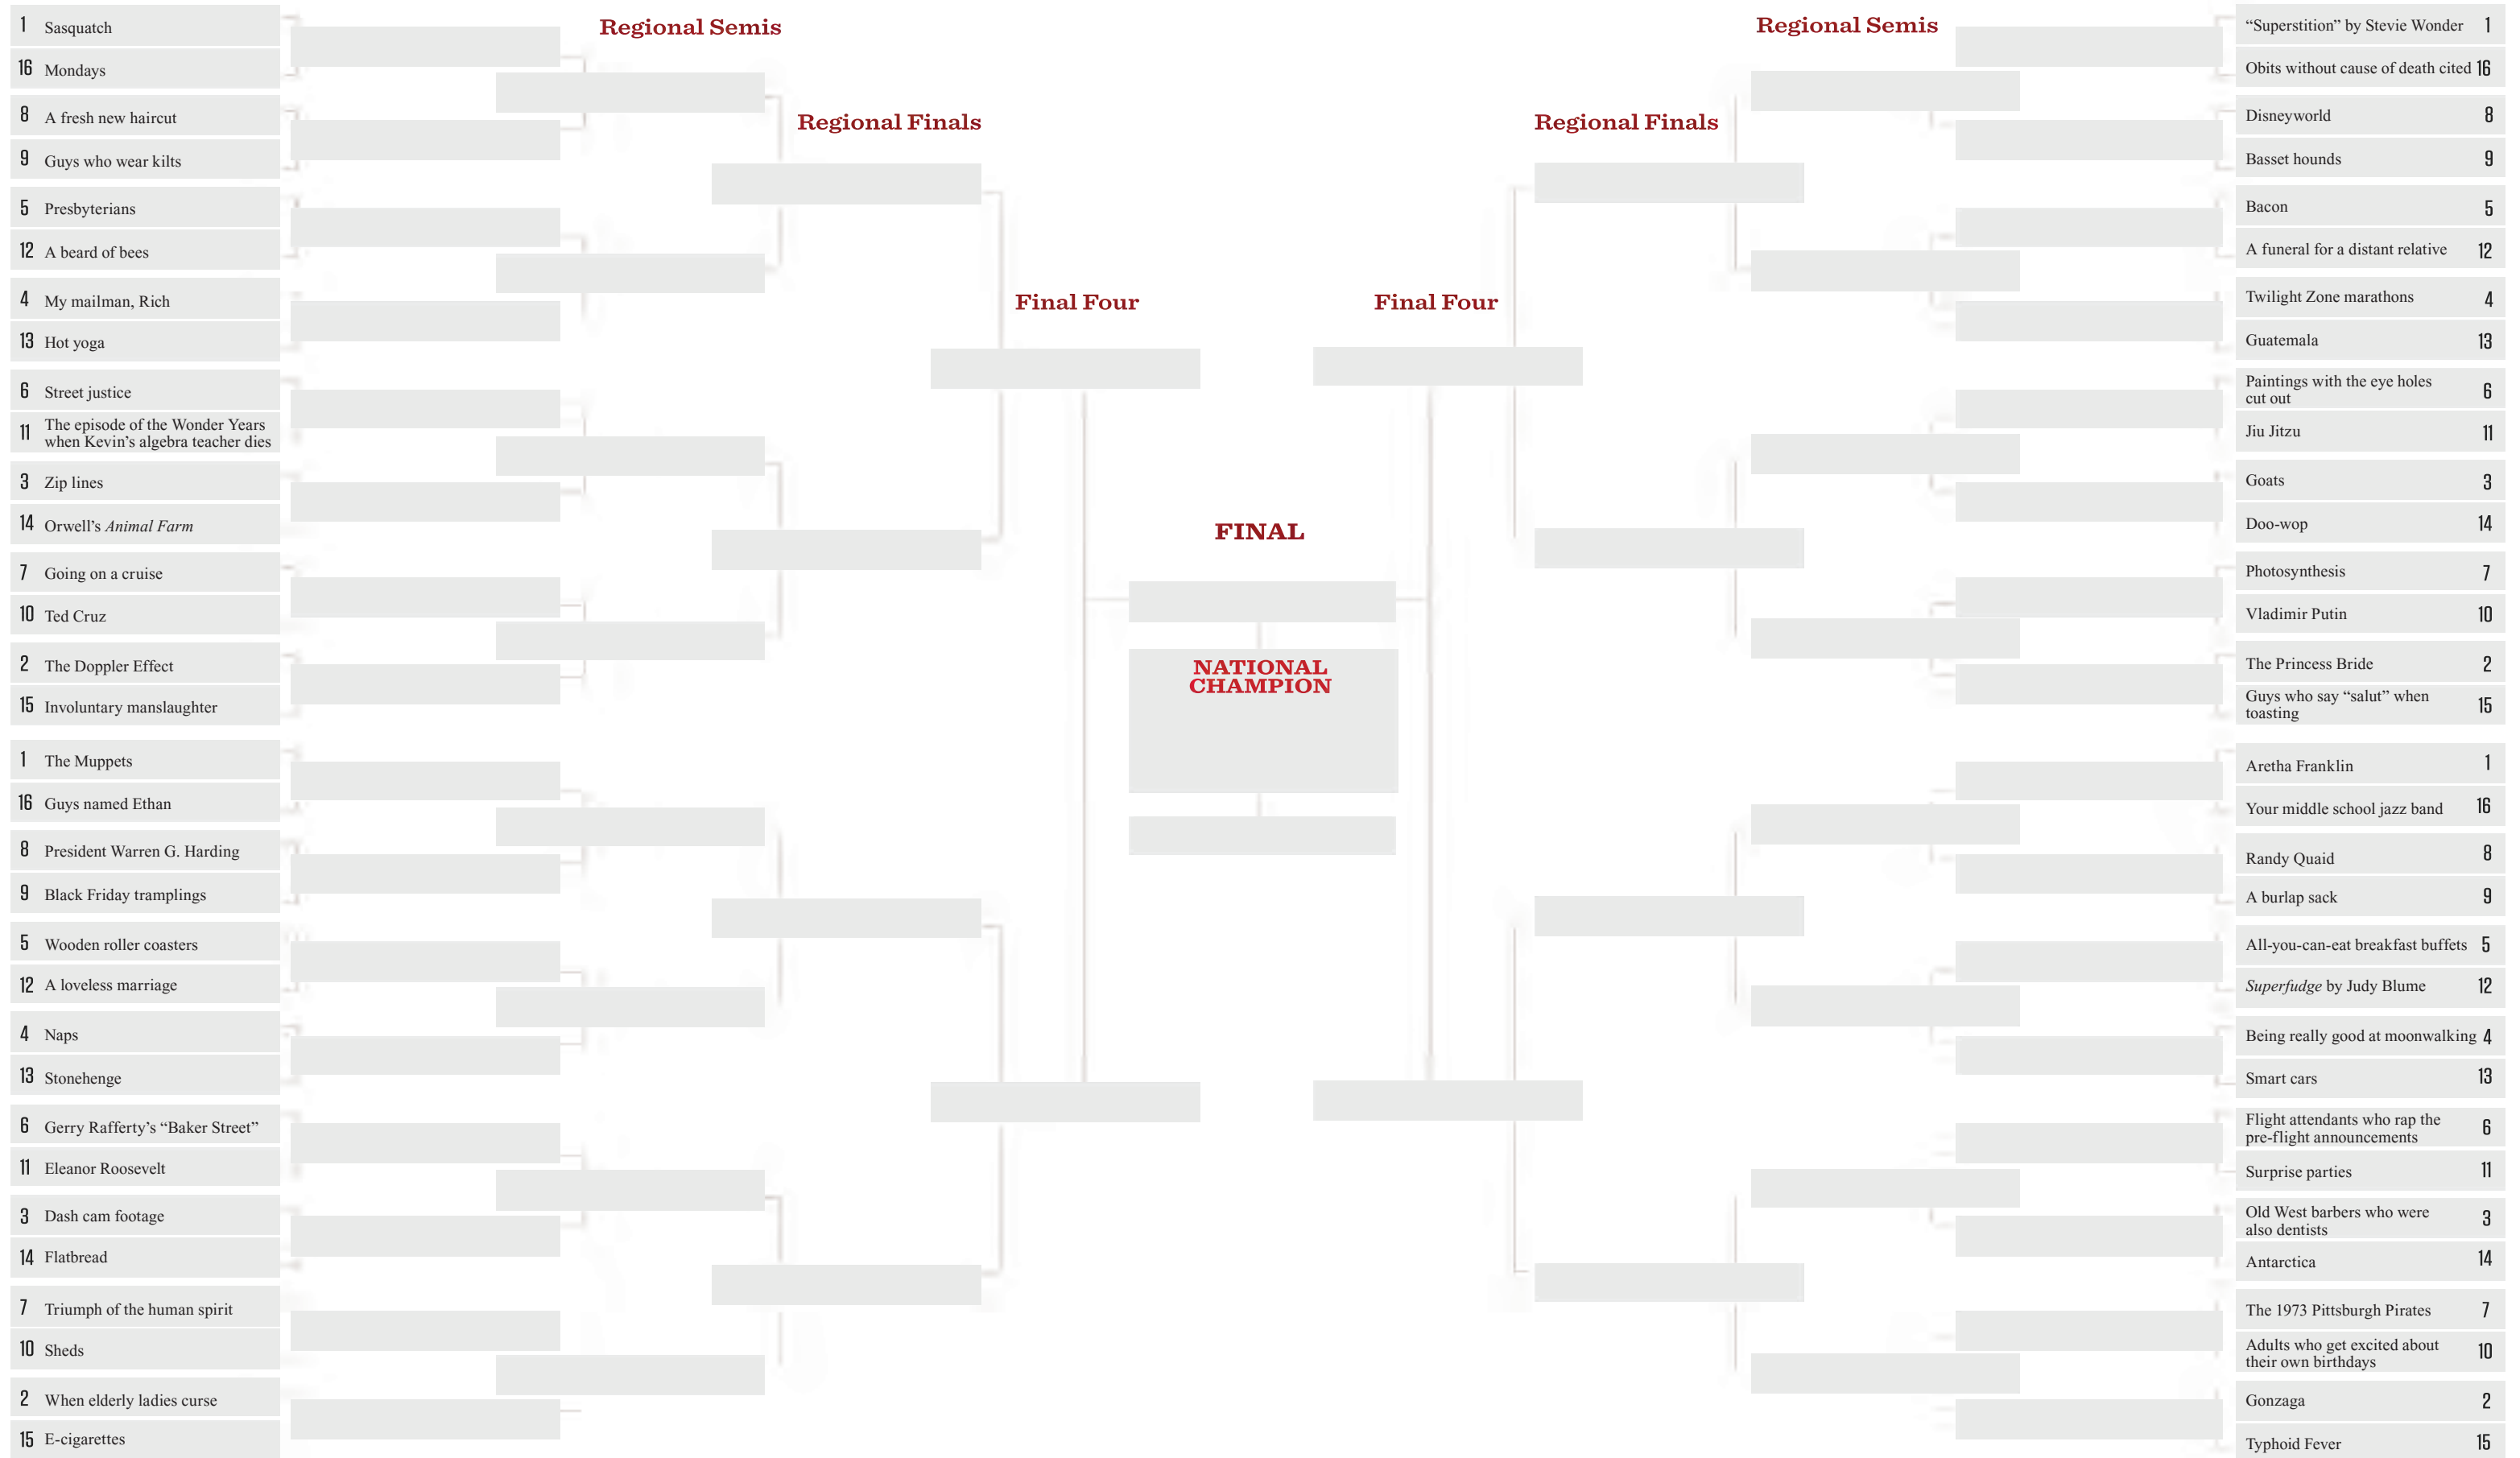 1 Sasquatch
16 Mondays
8 A fresh new haircut
9 Guys who wear kilts
5 Presbyterians
12 A beard of bees
4 My mailman, Rich
13 Hot yoga
6 Street justice
11 The episode of the Wonder Years
when Kevin’s algebra teacher dies
3 Zip lines
14 Orwell’s Animal Farm
7 Going on a cruise
10 Ted Cruz
2 The Doppler Effect
15 Involuntary manslaughter
1 The Muppets
16 Guys named Ethan
8 President Warren G. Harding
9 Black Friday tramplings
5 Wooden roller coasters
12 A loveless marriage
4 Naps
13 Stonehenge
6 Gerry Rafferty’s “Baker Street”
11 Eleanor Roosevelt
3 Dash cam footage
14 Flatbread
7 Triumph of the human spirit
10 Sheds
2 When elderly ladies curse
15 E-cigarettes
Regional Semis
Regional Finals
Final Four
FINAL
NATIONAL
CHAMPION
Final Four
Regional Finals
Regional Semis
“Superstition” by Stevie Wonder 1
Obits without cause of death cited 16
Disneyworld 8
Basset hounds 9
Bacon 5
A funeral for a distant relative 12
Twilight Zone marathons 4
Guatemala 13
Paintings with the eye holes
cut out 6
Jiu Jitzu 11
Goats 3
Doo-wop 14
Photosynthesis 7
Vladimir Putin 10
The Princess Bride 2
Guys who say “salut” when
toasting 15
Aretha Franklin 1
Your middle school jazz band 16
Randy Quaid 8
A burlap sack 9
All-you-can-eat breakfast buffets 5
Superfudge by Judy Blume 12
Being really good at moonwalking 4
Smart cars 13
Flight attendants who rap the
pre-flight announcements 6
Surprise parties 11
Old West barbers who were
also dentists 3
Antarctica 14
The 1973 Pittsburgh Pirates 7
Adults who get excited about
their own birthdays 10
Gonzaga 2
Typhoid Fever 15